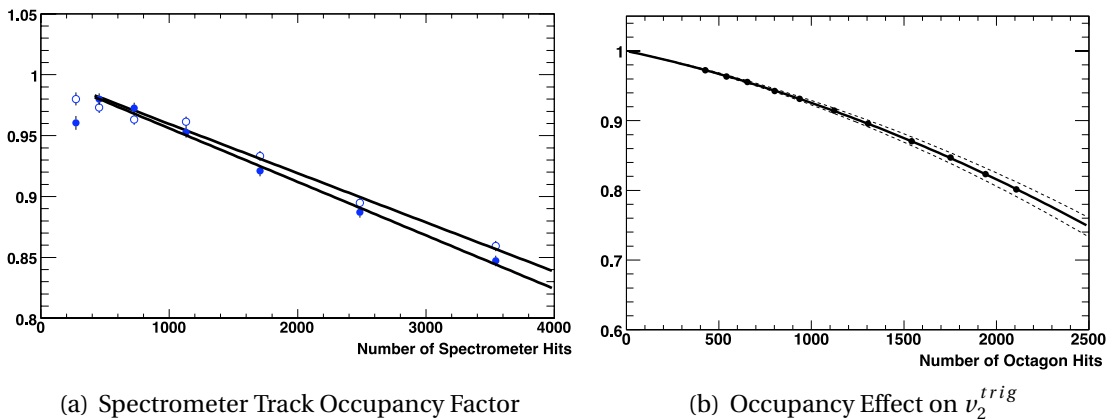 1.05
1
0.95
0.9
0.85
0.8
0 1000 2000 3000 4000
Number of Spectrometer Hits
(a) Spectrometer Track Occupancy Factor
1
0.9
0.8
0.7
0.6
0 500 1000 1500 2000 2500
Number of Octagon Hits
(b) Occupancy Effect on v_2^{trig}